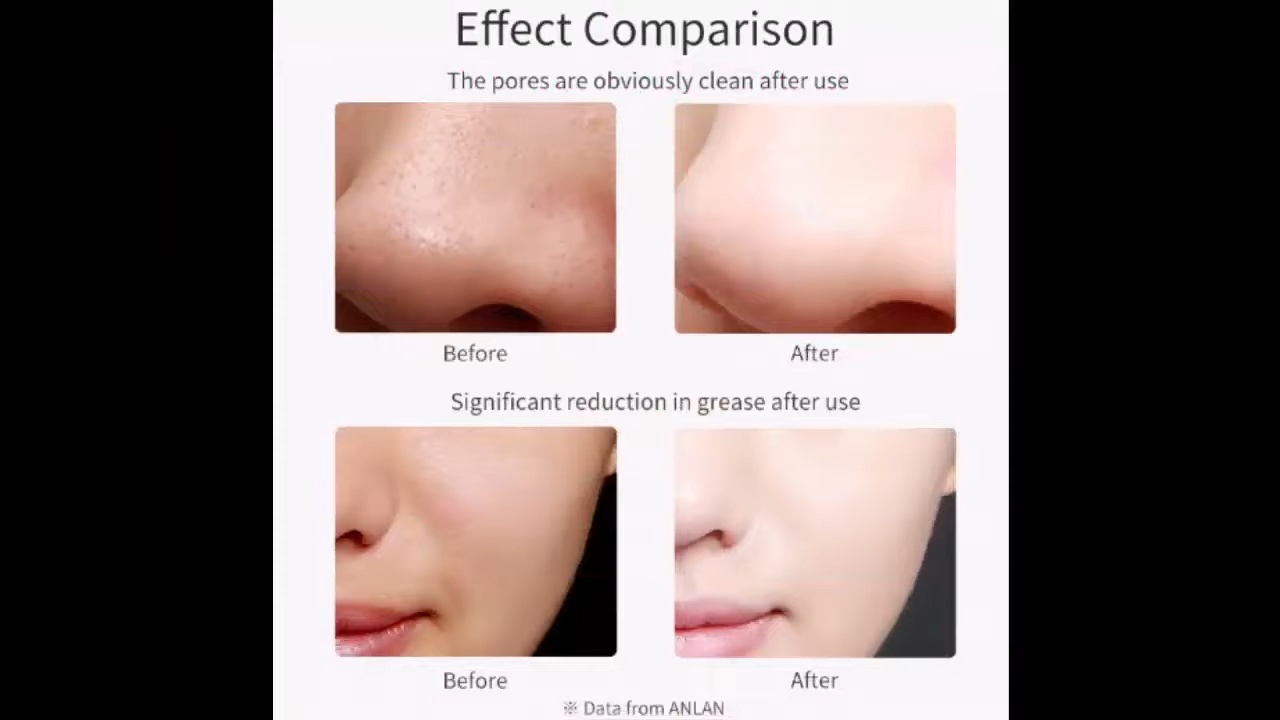 Effect Comparison
The pores are obviously clean after use
Before
After
Significant reduction in grease after use
Before
After
※ Data from ANLAN